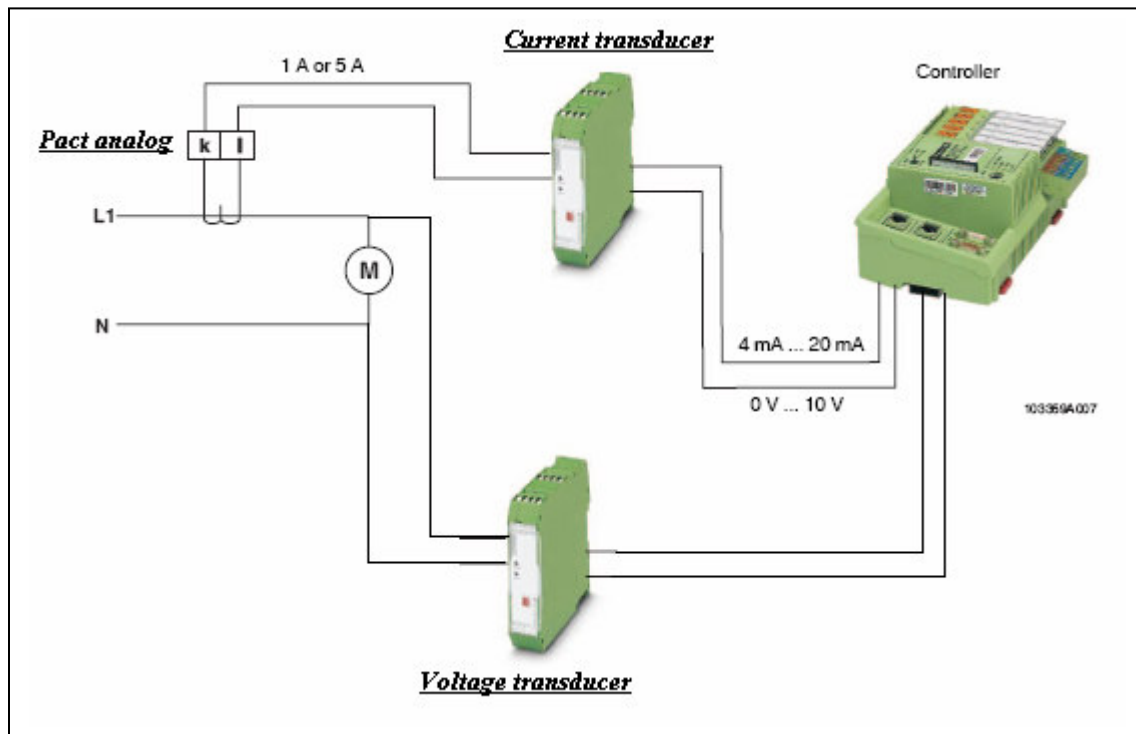 Current transducer
1 A or 5 A
Controller
Pact analog
k l
L1
M
N
4 mA ... 20 mA
0 V ... 10 V
103359A007
Voltage transducer